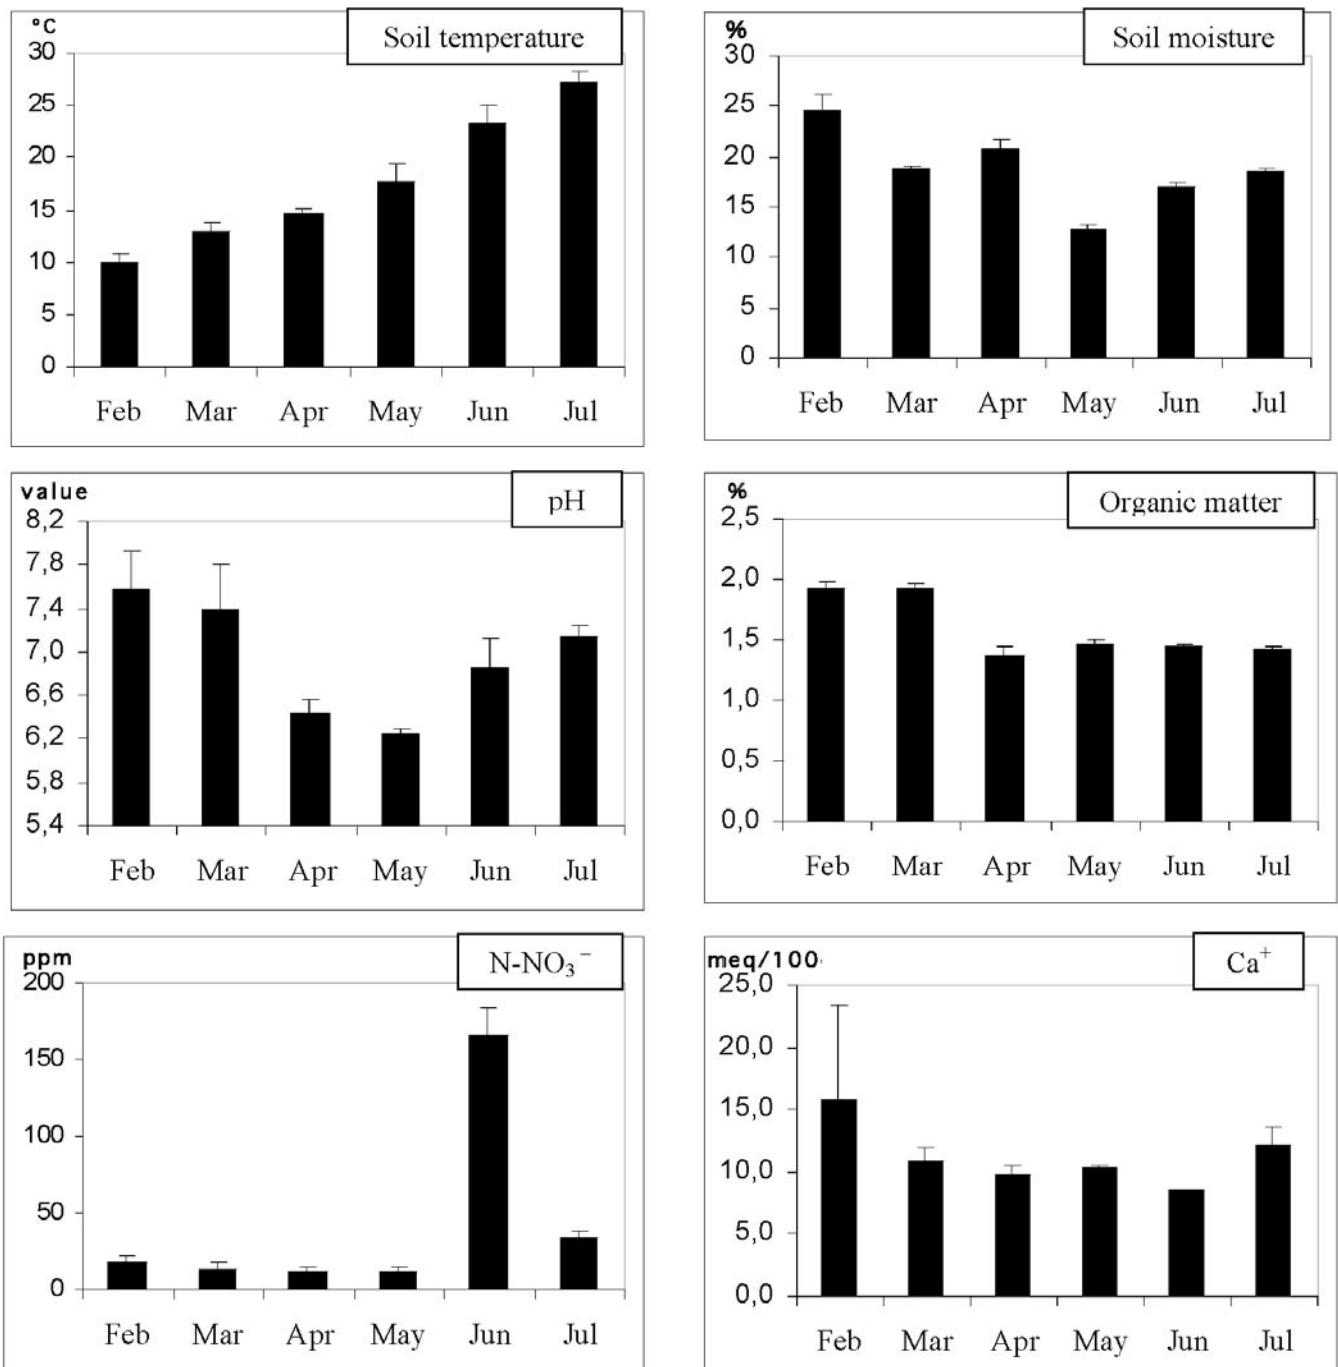 °C
Soil temperature
30
25
20
15
10
5
0
Feb Mar Apr May Jun Jul
%
Soil moisture
30
25
20
15
10
5
0
Feb Mar Apr May Jun Jul
value
pH
8,2
7,8
7,4
7,0
6,6
6,2
5,8
5,4
Feb Mar Apr May Jun Jul
%
Organic matter
2,5
2,0
1,5
1,0
0,5
0,0
Feb Mar Apr May Jun Jul
ppm
N-NO₃⁻
200
150
100
50
0
Feb Mar Apr May Jun Jul
meq/100
Ca⁺
25,0
20,0
15,0
10,0
5,0
0,0
Feb Mar Apr May Jun Jul